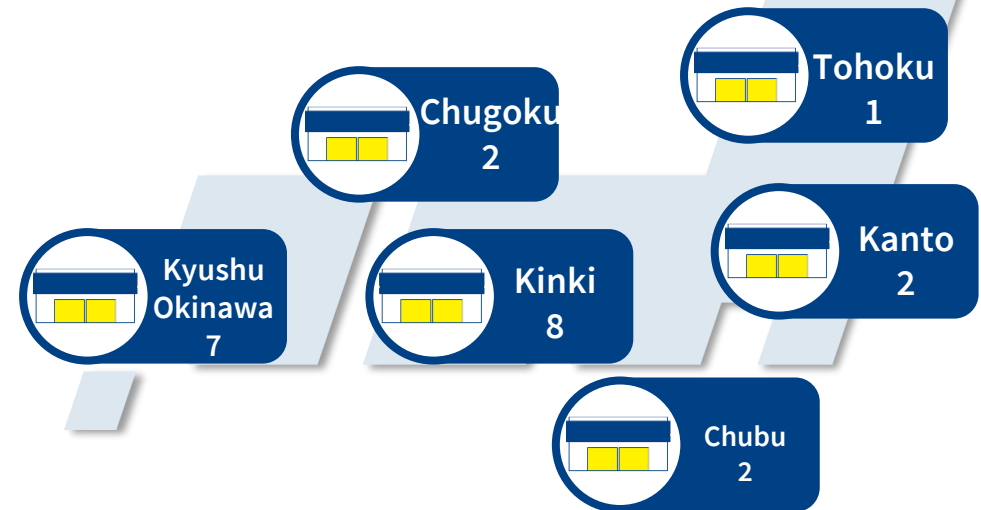 Tohoku
1
Chugoku
2
Kanto
2
Kyushu
Okinawa
7
Kinki
8
Chubu
2